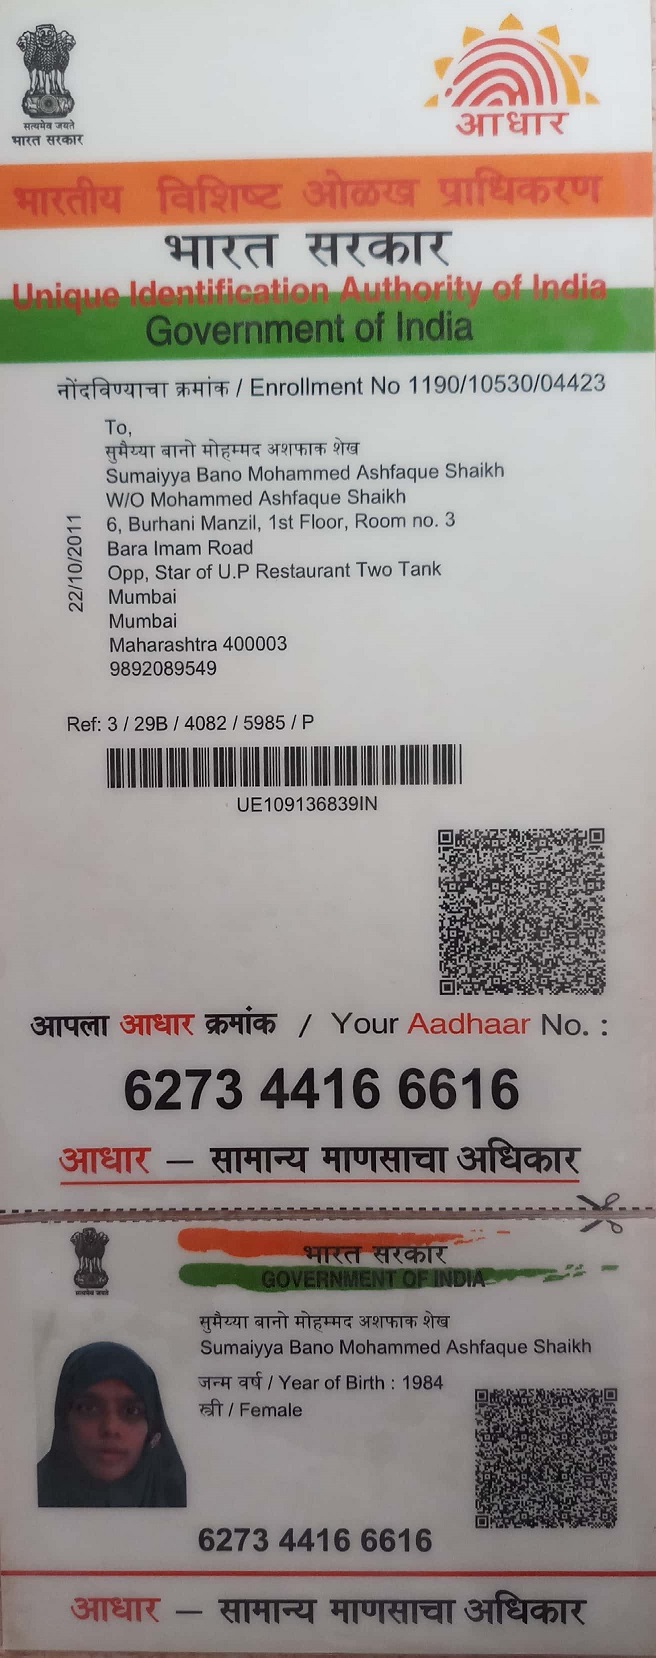 सत्यमेव जयते
भारत सरकार
आधार
भारतीय विशिष्ट ओळख प्राधिकरण
भारत सरकार
Unique Identification Authority of India
Government of India
नोंदविण्याचा क्रमांक / Enrollment No 1190/10530/04423
To,
सुमैय्या बानो मोहम्मद अशफाक शेख
Sumaiyya Bano Mohammed Ashfaque Shaikh
W/O Mohammed Ashfaque Shaikh
6, Burhani Manzil, 1st Floor, Room no. 3
Bara Imam Road
Opp, Star of U.P Restaurant Two Tank
Mumbai
Mumbai
Maharashtra 400003
9892089549
22/10/2011
Ref: 3 / 29B / 4082 / 5985 / P
UE109136839IN
आपला आधार क्रमांक / Your Aadhaar No. :
6273 4416 6616
आधार — सामान्य माणसाचा अधिकार
भारत सरकार
GOVERNMENT OF INDIA
सुमैय्या बानो मोहम्मद अशफाक शेख
Sumaiyya Bano Mohammed Ashfaque Shaikh
जन्म वर्ष / Year of Birth : 1984
स्त्री / Female
6273 4416 6616
आधार — सामान्य माणसाचा अधिकार